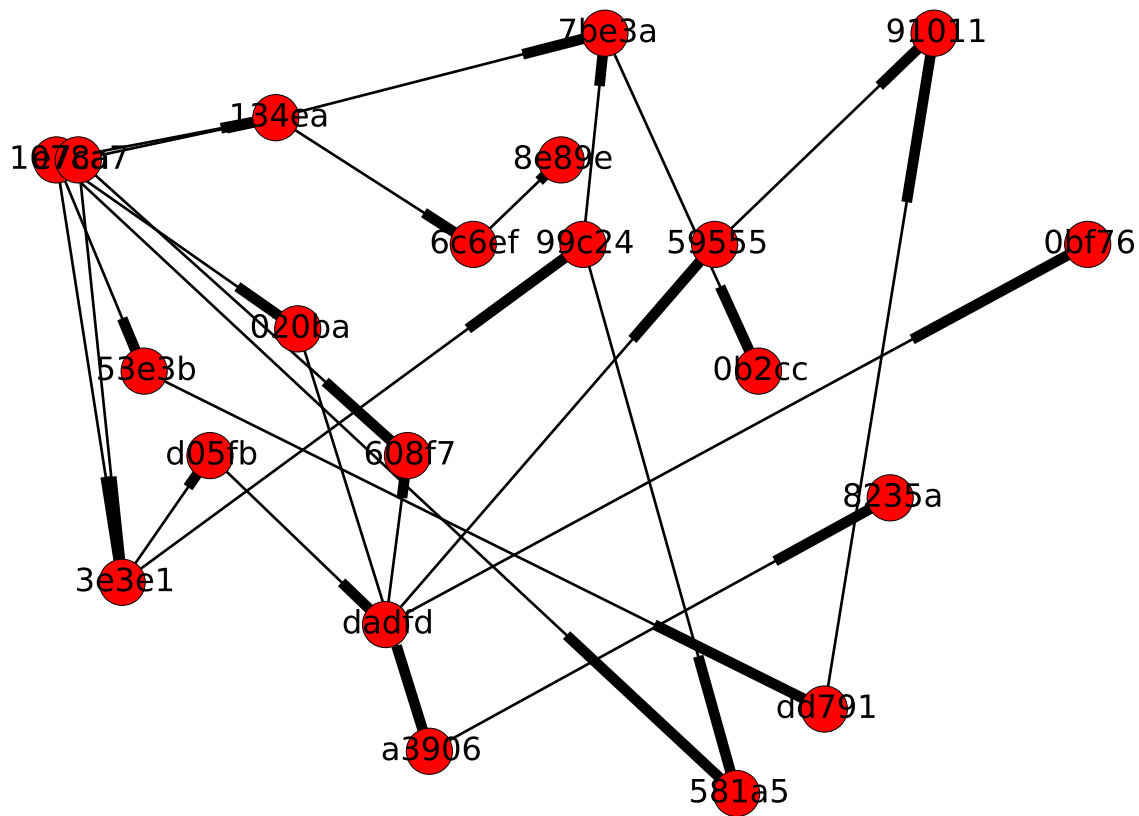 7be3a
91011
134ea
8e89e
6c6ef
99c24
59555
0bf76
020ba
53e3b
0b2cc
d05fb
608f7
8235a
3e3e1
dadfd
dd791
a3906
581a5